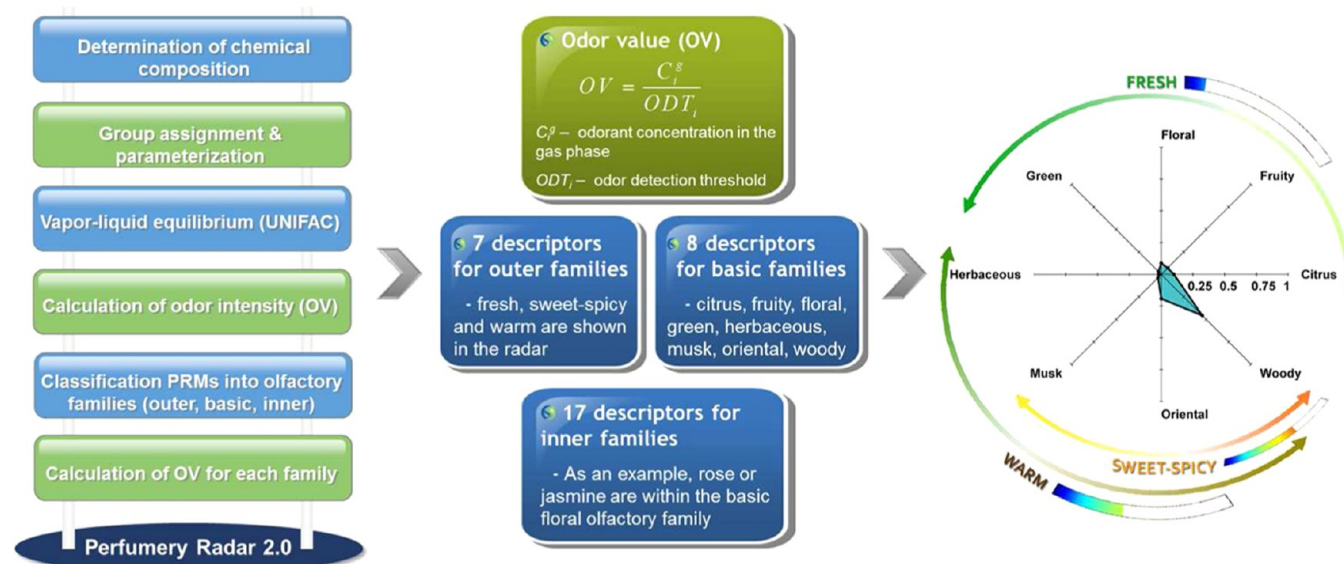 Determination of chemical
composition
Group assignment &
parameterization
Vapor-liquid equilibrium (UNIFAC)
Calculation of odor intensity (OV)
Classification PRMs into olfactory
families (outer, basic, inner)
Calculation of OV for each family
Perfumery Radar 2.0
Odor value (OV)
OV = C_i^g / ODT_i
C_i^g – odorant concentration in the
gas phase
ODT_i – odor detection threshold
7 descriptors
for outer families
- fresh, sweet-spicy
and warm are shown
in the radar
8 descriptors
for basic families
- citrus, fruity, floral,
green, herbaceous,
musk, oriental, woody
17 descriptors for
inner families
- As an example, rose or
jasmine are within the basic
floral olfactory family
FRESH
Floral
Green
Fruity
Herbaceous
0.25 0.5 0.75 1
Citrus
Musk
Woody
Oriental
SWEET-SPICY
WARM